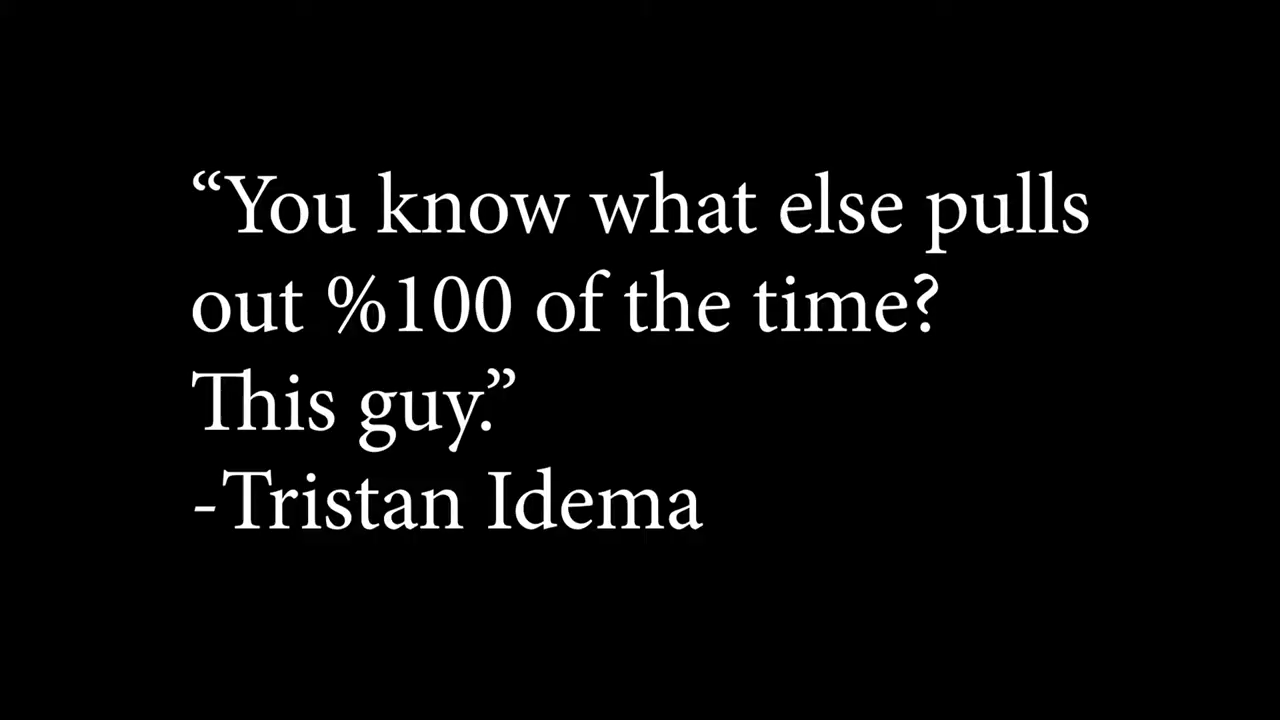 “You know what else pulls
out %100 of the time?
This guy.”
-Tristan Idema